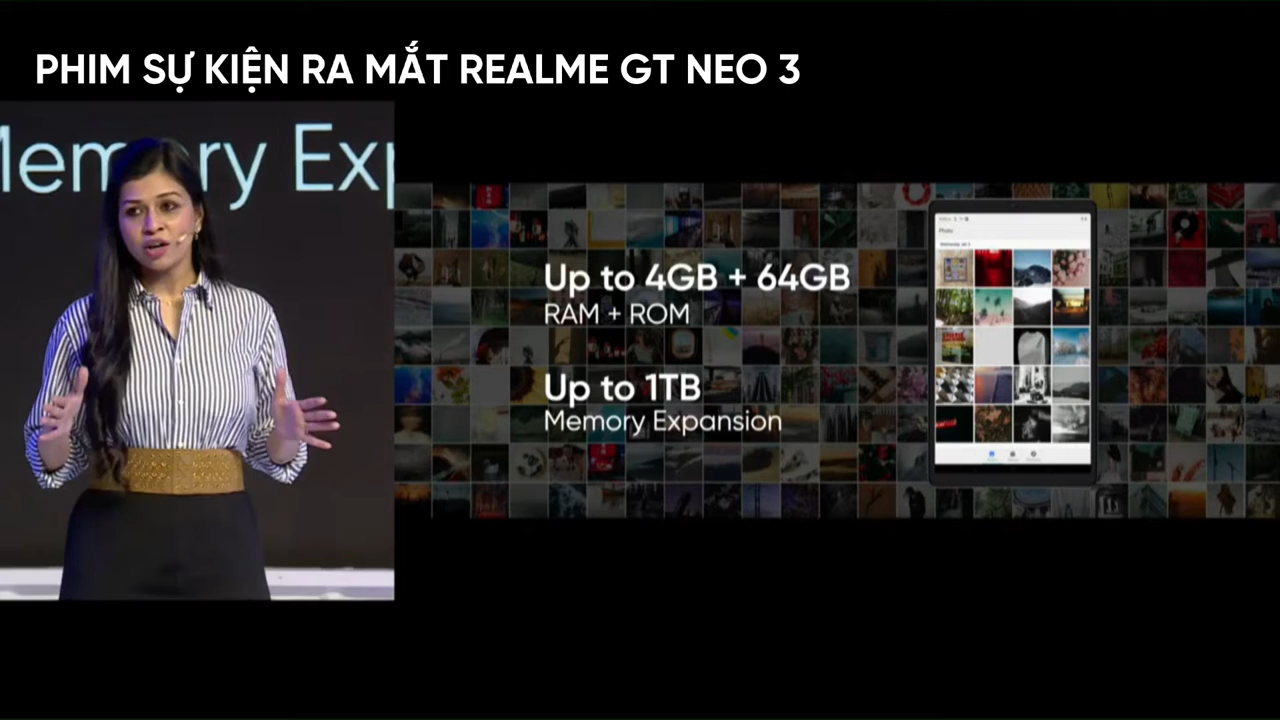 PHIM SỰ KIỆN RA MẮT REALME GT NEO 3
Memory Exp
Up to 4GB + 64GB
RAM + ROM
Up to 1TB
Memory Expansion
Photo